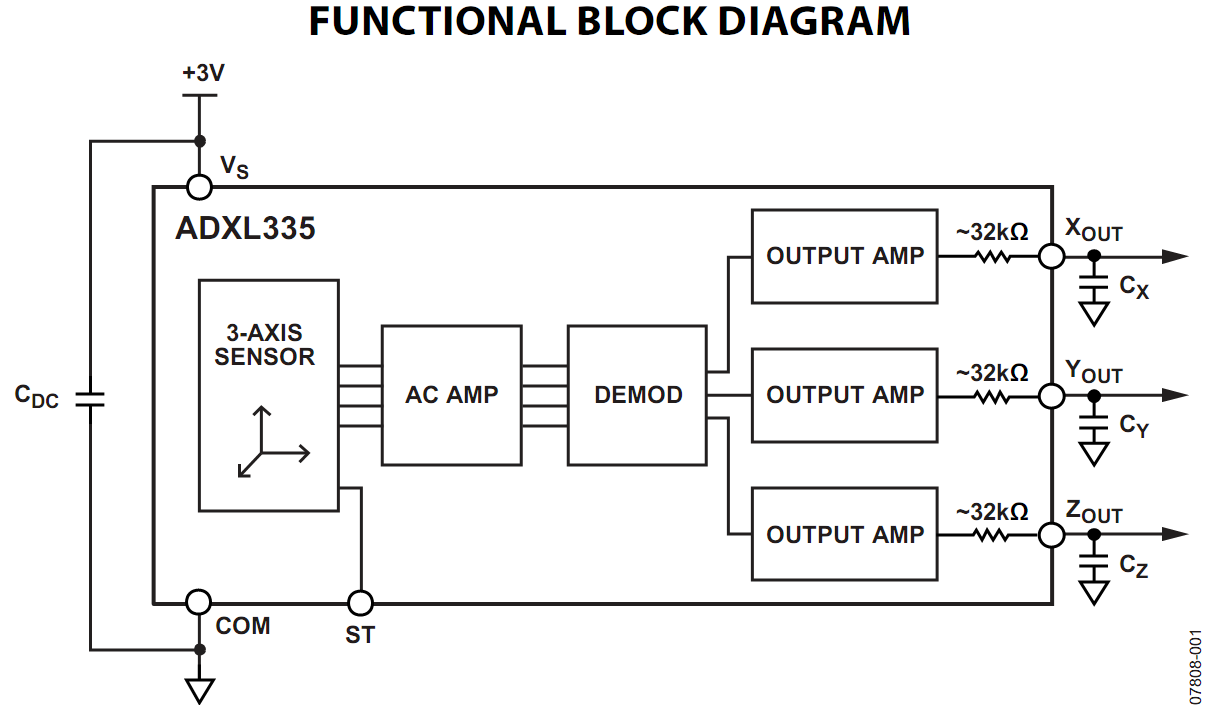 FUNCTIONAL BLOCK DIAGRAM
+3V
VS
ADXL335
3-AXIS
SENSOR
AC AMP
DEMOD
OUTPUT AMP
~32kΩ
XOUT
CX
OUTPUT AMP
~32kΩ
YOUT
CY
OUTPUT AMP
~32kΩ
ZOUT
CZ
CDC
COM
ST
07808-001